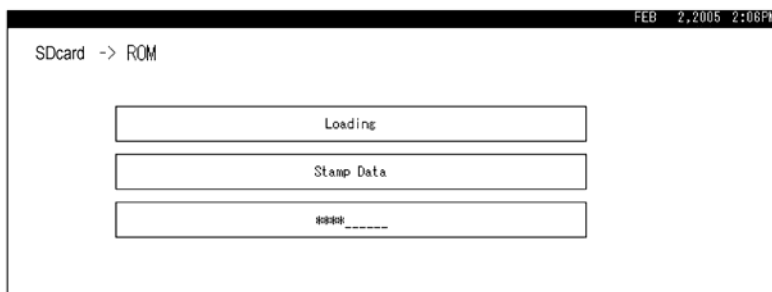 FEB 2,2005 2:06PM
SDcard -> ROM
Loading
Stamp Data
****______